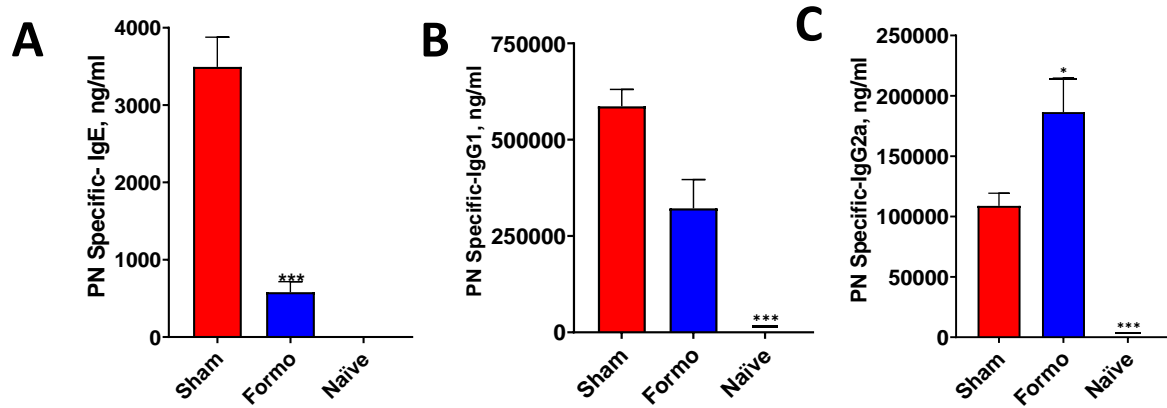 A
PN Specific- IgE, ng/ml
4000
3000
2000
1000
0
***
Sham
Formo
Naïve
B
PN Specific-IgG1, ng/ml
750000
500000
250000
0
***
Sham
Formo
Naïve
C
PN Specific-IgG2a, ng/ml
250000
200000
150000
100000
50000
0
*
***
Sham
Formo
Naïve